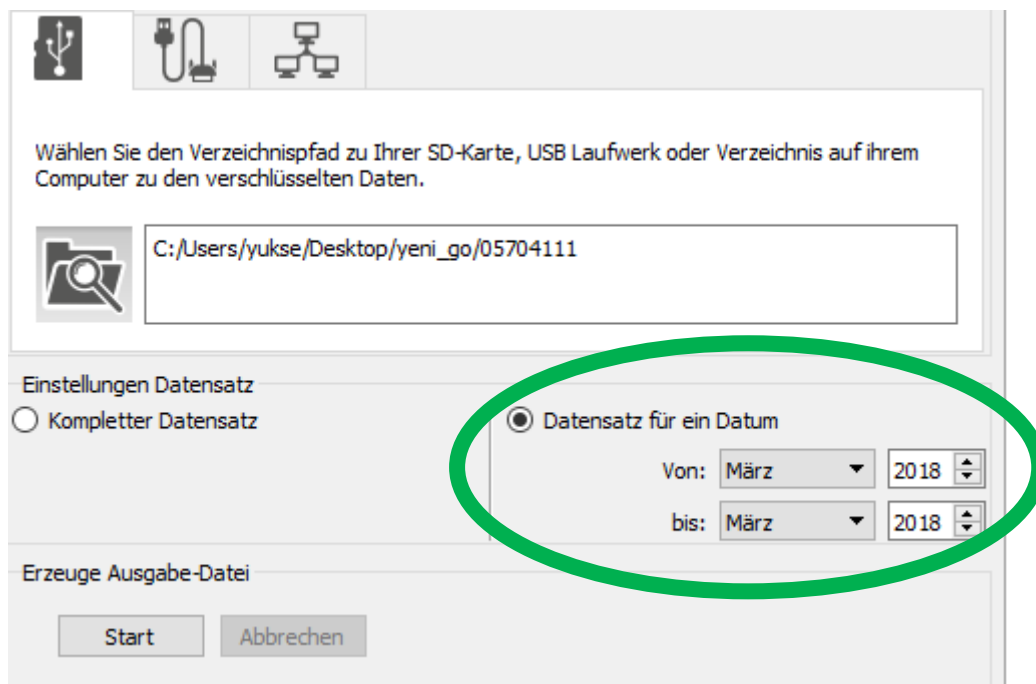 Wählen Sie den Verzeichnispfad zu Ihrer SD-Karte, USB Laufwerk oder Verzeichnis auf ihrem
Computer zu den verschlüsselten Daten.
C:/Users/yukse/Desktop/yeni_go/05704111
Einstellungen Datensatz
Kompletter Datensatz
Datensatz für ein Datum
Von: März 2018
bis: März 2018
Erzeuge Ausgabe-Datei
Start Abbrechen